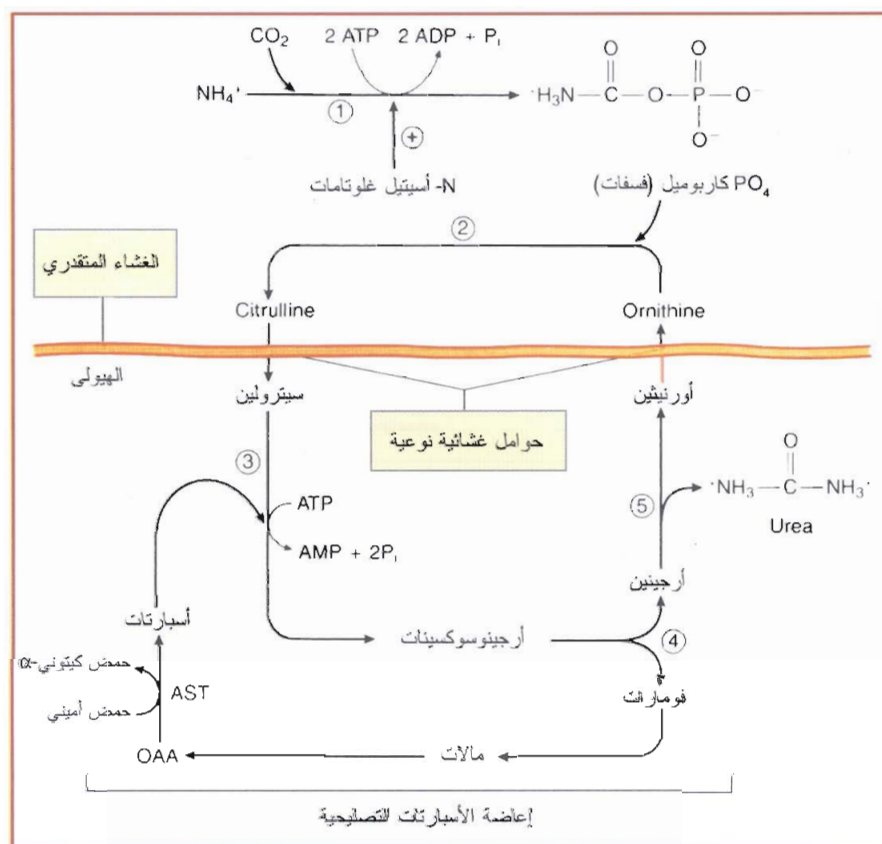 CO₂
2 ATP
2 ADP + Pᵢ
NH₄⁺
①
⊕
N- أسيتيل غلوتامات
O
O
⁺H₃N—C—O—P—O⁻
O⁻
PO₄ كاربوميل (فسفات)
②
الغشاء المتقدري
Citrulline
Ornithine
الهيولى
سيترولين
أورنيثين
حوامل غشائية نوعية
③
ATP
AMP + 2Pᵢ
⑤
O
⁺NH₃—C—NH₃⁺
Urea
أرجينين
أسبارتات
أرجينوسوكسينات
④
حمض كيتوني-α
AST
حمض أميني
فومارات
OAA
مالات
إعاضة الأسبارتات التصليحية